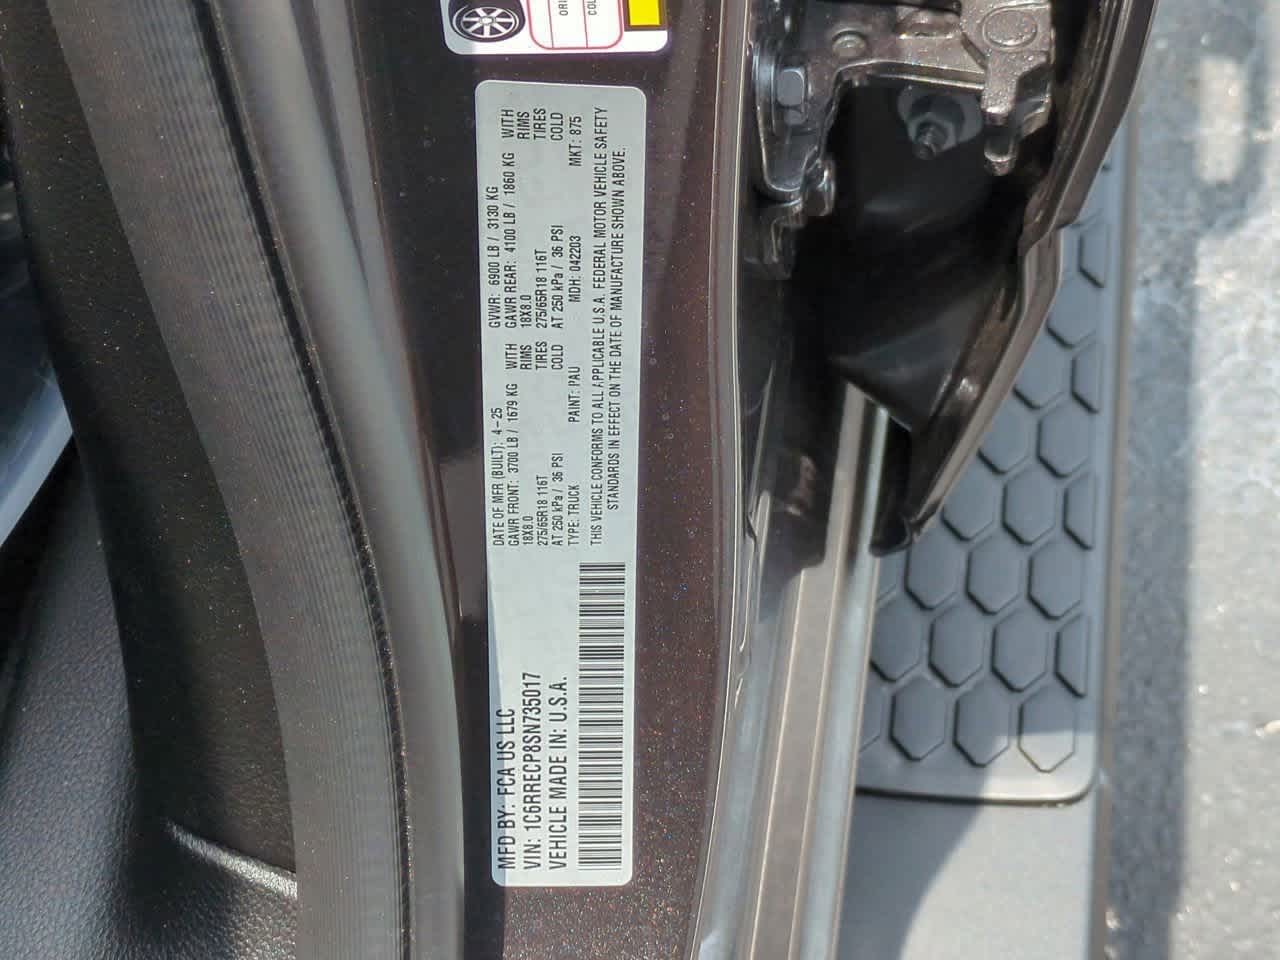 MFD BY: FCA US LLC
VIN: 1C6RRECP8SN735017
VEHICLE MADE IN: U.S.A.
DATE OF MFR (BUILT): 4-25 GVWR: 6900 LB / 3130 KG
GAWR FRONT: 3700 LB / 1679 KG WITH GAWR REAR: 4100 LB / 1860 KG WITH
18X8.0 RIMS 18X8.0 RIMS
275/65R18 116T TIRES 275/65R18 116T TIRES
AT 250 kPa / 36 PSI COLD AT 250 kPa / 36 PSI COLD
TYPE: TRUCK PAINT: PAU MDH: 042203 MKT: 875
THIS VEHICLE CONFORMS TO ALL APPLICABLE U.S.A. FEDERAL MOTOR VEHICLE SAFETY
STANDARDS IN EFFECT ON THE DATE OF MANUFACTURE SHOWN ABOVE.